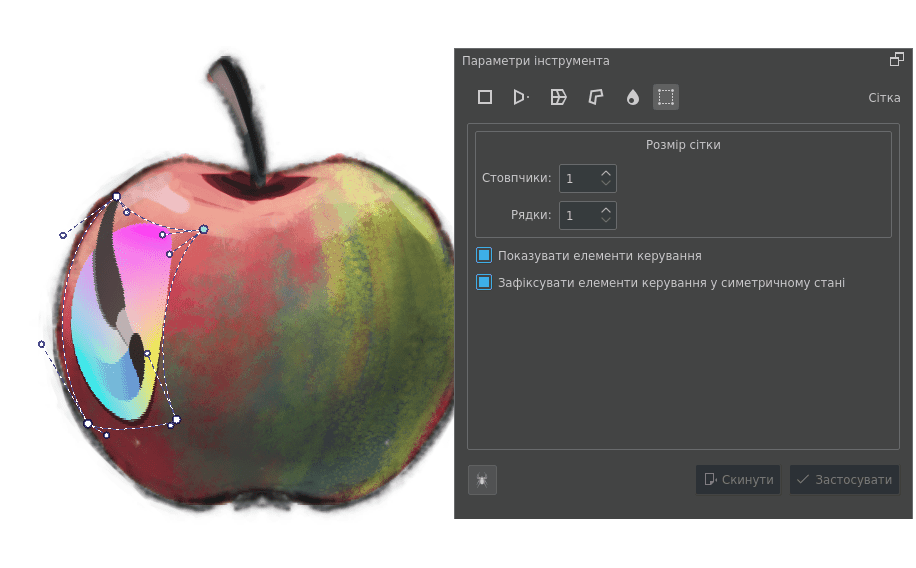 Параметри інструмента
Сітка
Розмір сітки
Стовпчики: 1
Рядки: 1
Показувати елементи керування
Зафіксувати елементи керування у симетричному стані
Скинути Застосувати